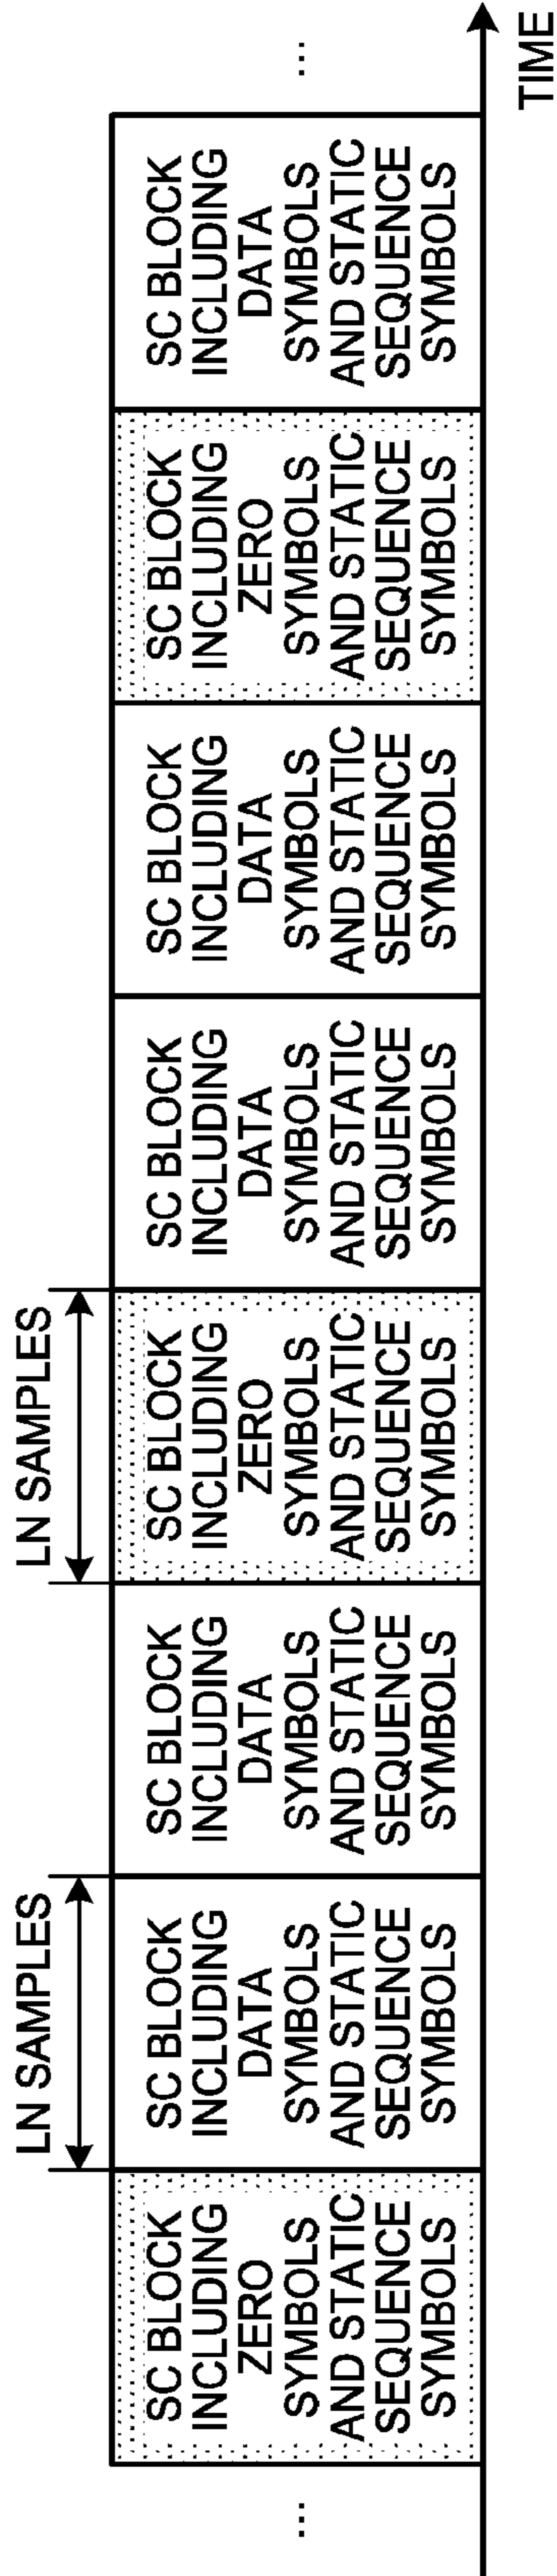 LN SAMPLES
LN SAMPLES
...
SC BLOCK
INCLUDING
ZERO
SYMBOLS
AND STATIC
SEQUENCE
SYMBOLS
SC BLOCK
INCLUDING
DATA
SYMBOLS
AND STATIC
SEQUENCE
SYMBOLS
SC BLOCK
INCLUDING
DATA
SYMBOLS
AND STATIC
SEQUENCE
SYMBOLS
SC BLOCK
INCLUDING
ZERO
SYMBOLS
AND STATIC
SEQUENCE
SYMBOLS
SC BLOCK
INCLUDING
DATA
SYMBOLS
AND STATIC
SEQUENCE
SYMBOLS
SC BLOCK
INCLUDING
DATA
SYMBOLS
AND STATIC
SEQUENCE
SYMBOLS
SC BLOCK
INCLUDING
ZERO
SYMBOLS
AND STATIC
SEQUENCE
SYMBOLS
SC BLOCK
INCLUDING
DATA
SYMBOLS
AND STATIC
SEQUENCE
SYMBOLS
...
TIME